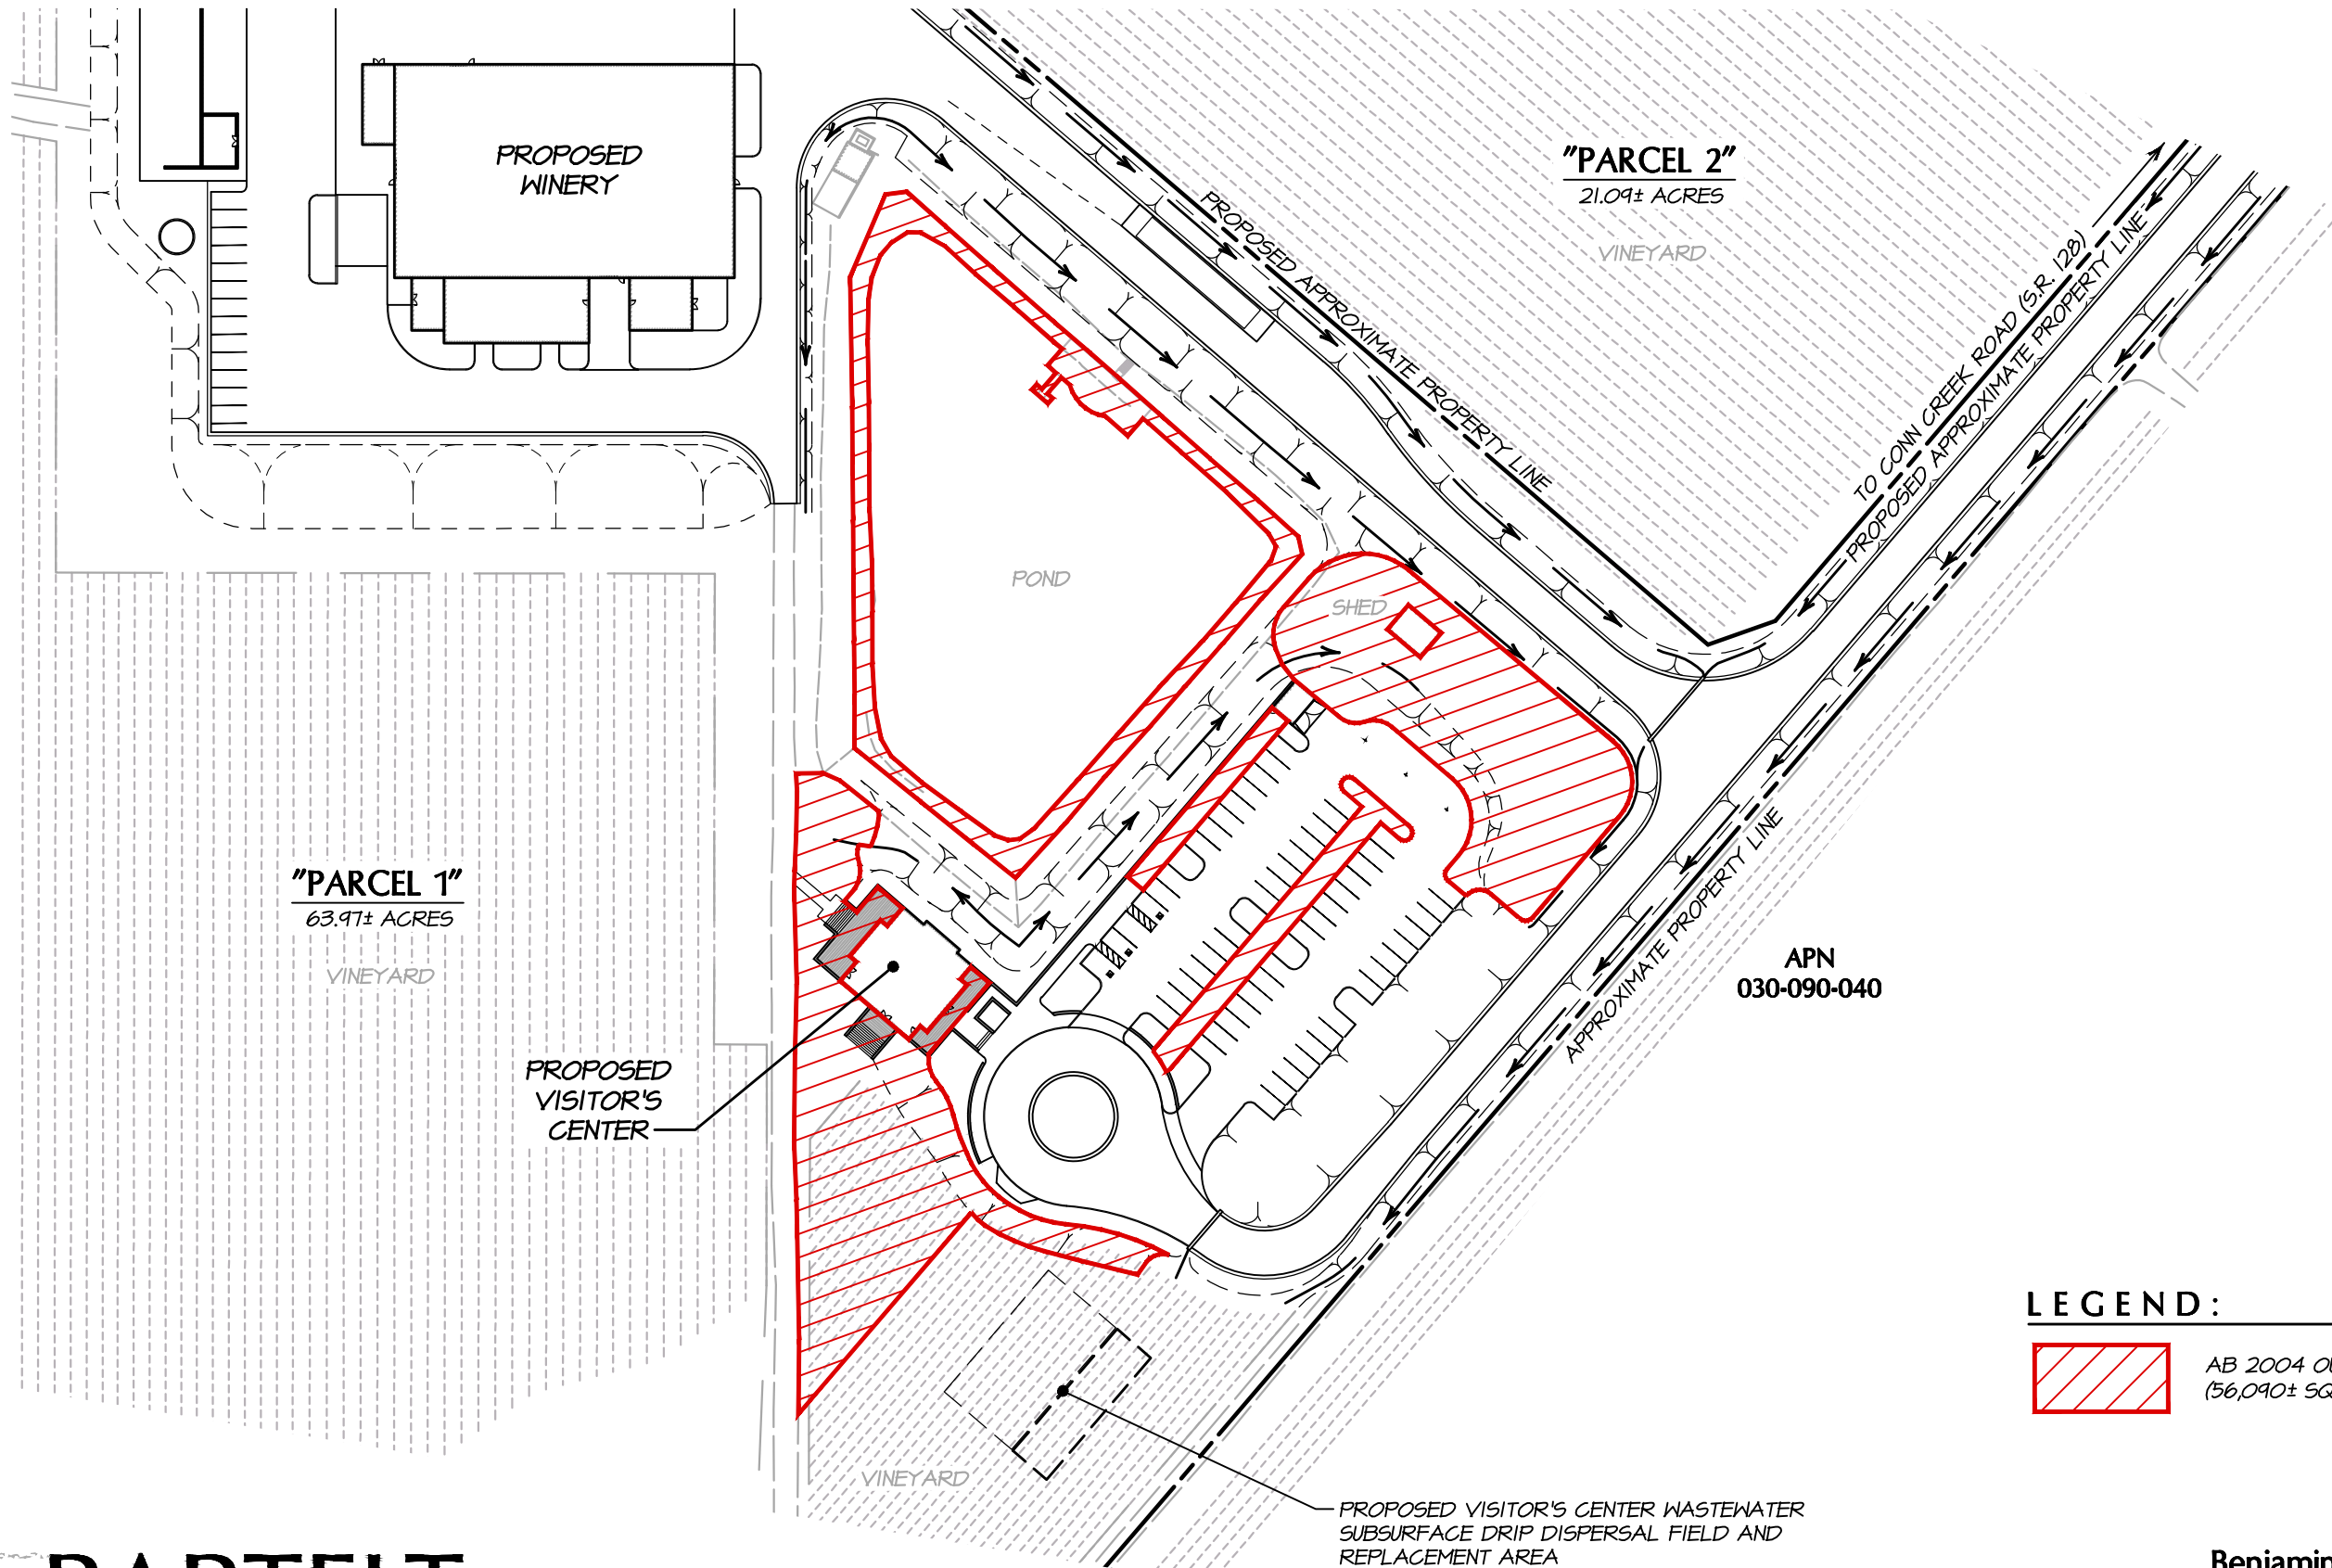 PROPOSED
WINERY
"PARCEL 2"
21.09± ACRES
VINEYARD
PROPOSED APPROXIMATE PROPERTY LINE
TO CONN CREEK ROAD (S.R. 128)
PROPOSED APPROXIMATE PROPERTY LINE
POND
SHED
"PARCEL 1"
63.97± ACRES
VINEYARD
APPROXIMATE PROPERTY LINE
APN
030-090-040
PROPOSED
VISITOR'S
CENTER
LEGEND:
AB 2004
(56,090±
VINEYARD
PROPOSED VISITOR'S CENTER WASTEWATER
SUBSURFACE DRIP DISPERSAL FIELD AND
REPLACEMENT AREA